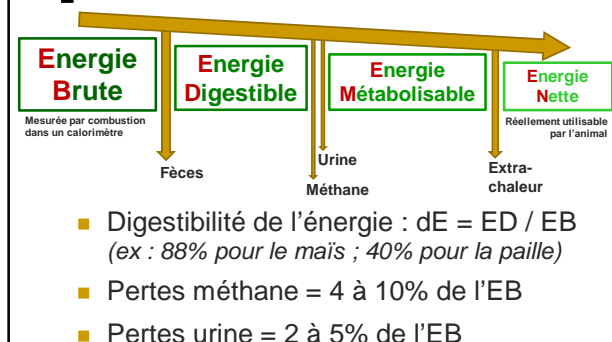 Energie
Brute
Energie
Digestible
Energie
Métabolisable
Energie
Nette
Mesurée par combustion
dans un calorimètre
Réellement utilisable
par l'animal
Fèces
Urine
Méthane
Extra-
chaleur
Digestibilité de l'énergie : dE = ED / EB
(ex : 88% pour le maïs ; 40% pour la paille)
Pertes méthane = 4 à 10% de l'EB
Pertes urine = 2 à 5% de l'EB